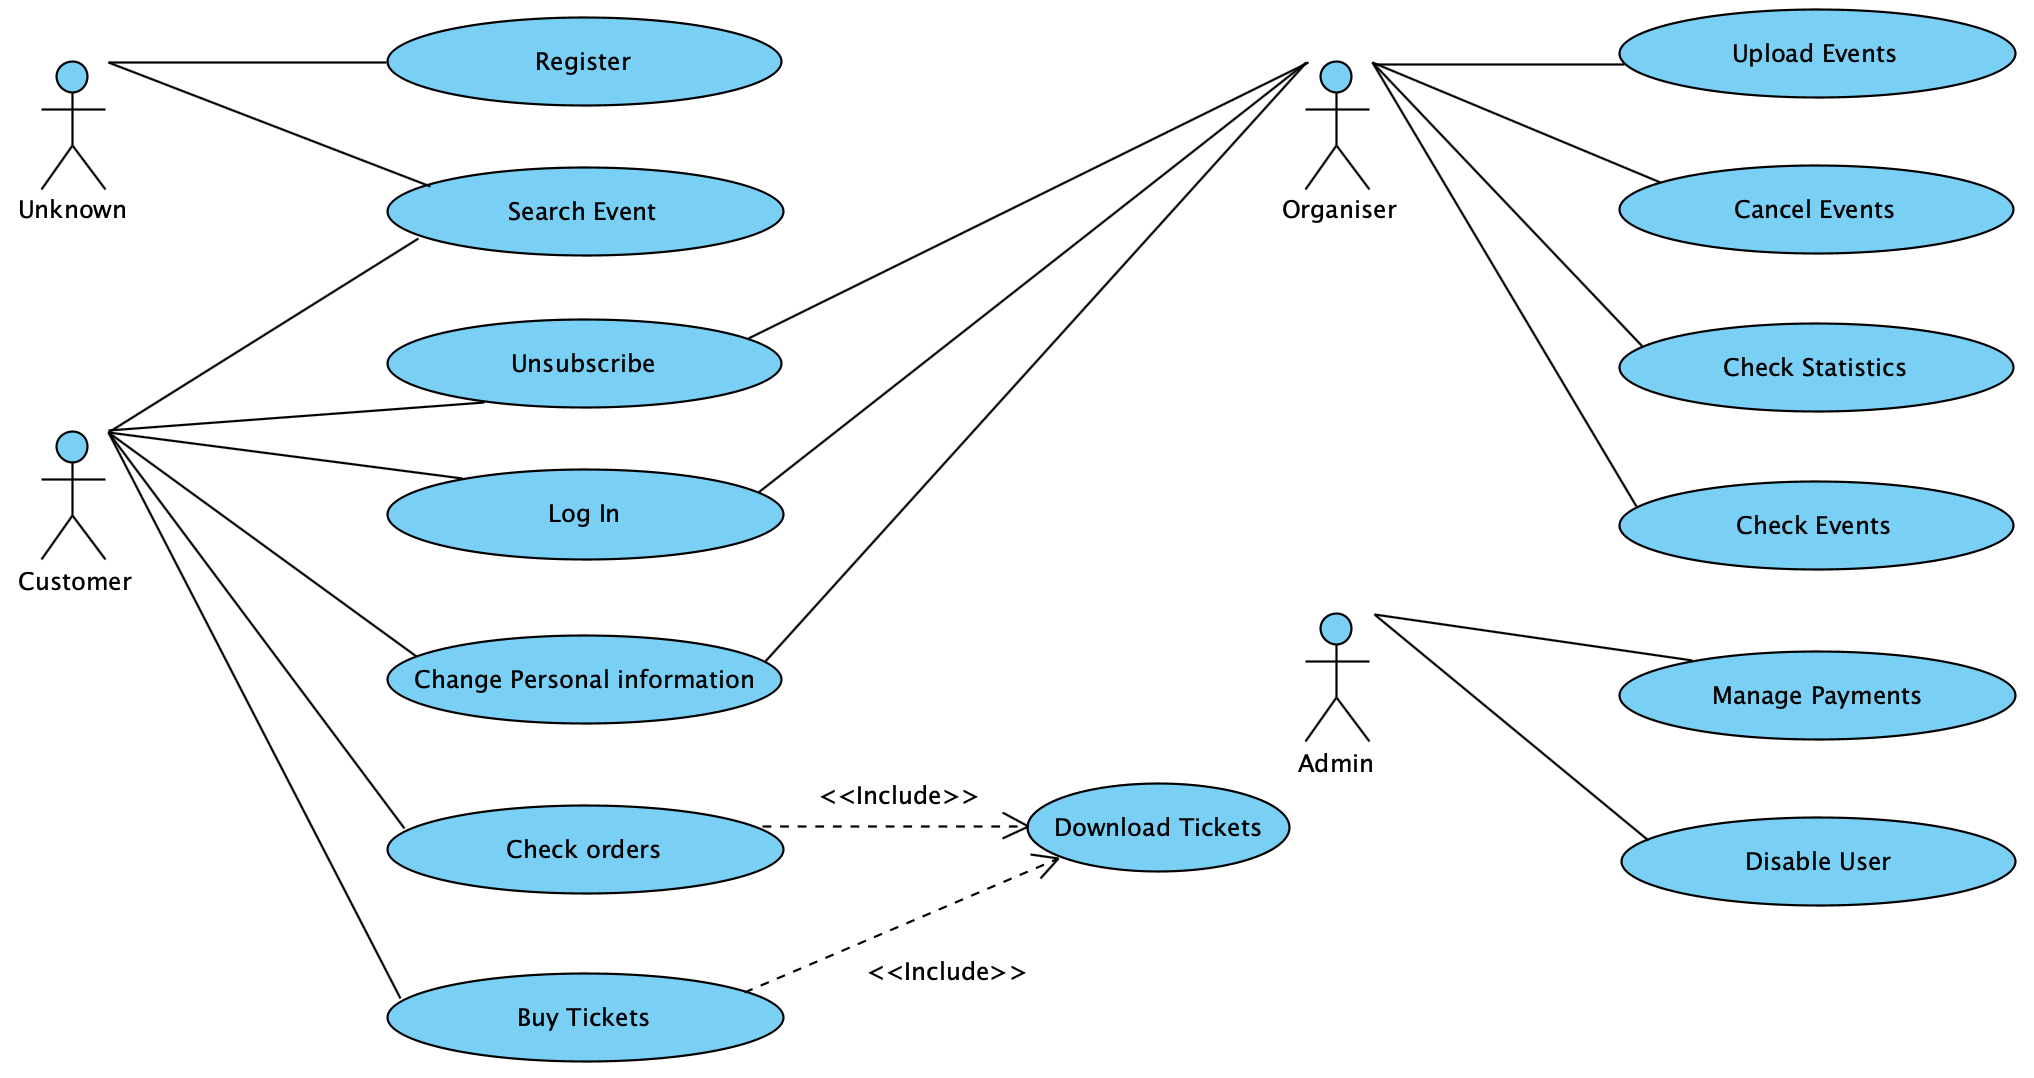 Register
Upload Events
Unknown
Search Event
Organiser
Cancel Events
Unsubscribe
Check Statistics
Log In
Check Events
Customer
Change Personal information
Manage Payments
Admin
<<Include>>
Download Tickets
Check orders
Disable User
<<Include>>
Buy Tickets